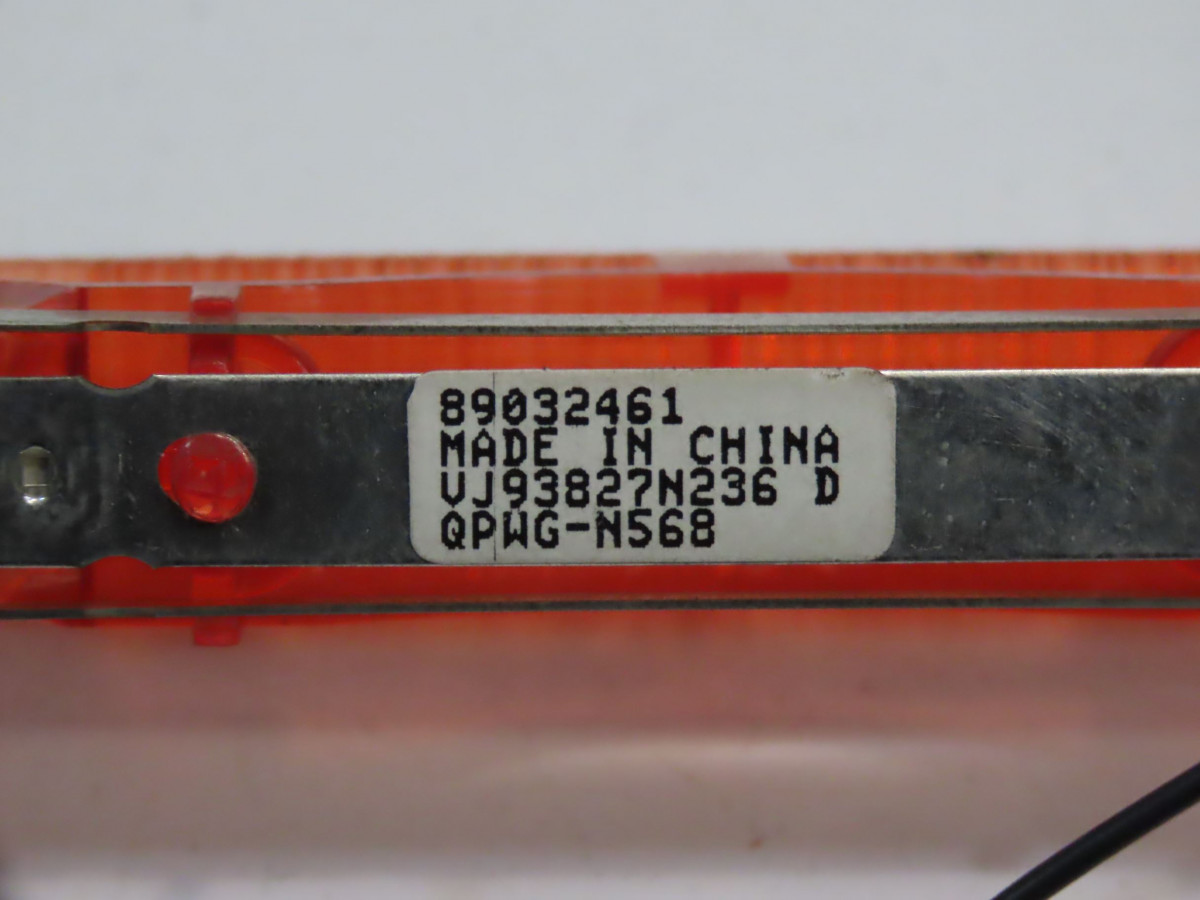 89032461
MADE IN CHINA
VJ93827N236 D
QPWG-N568